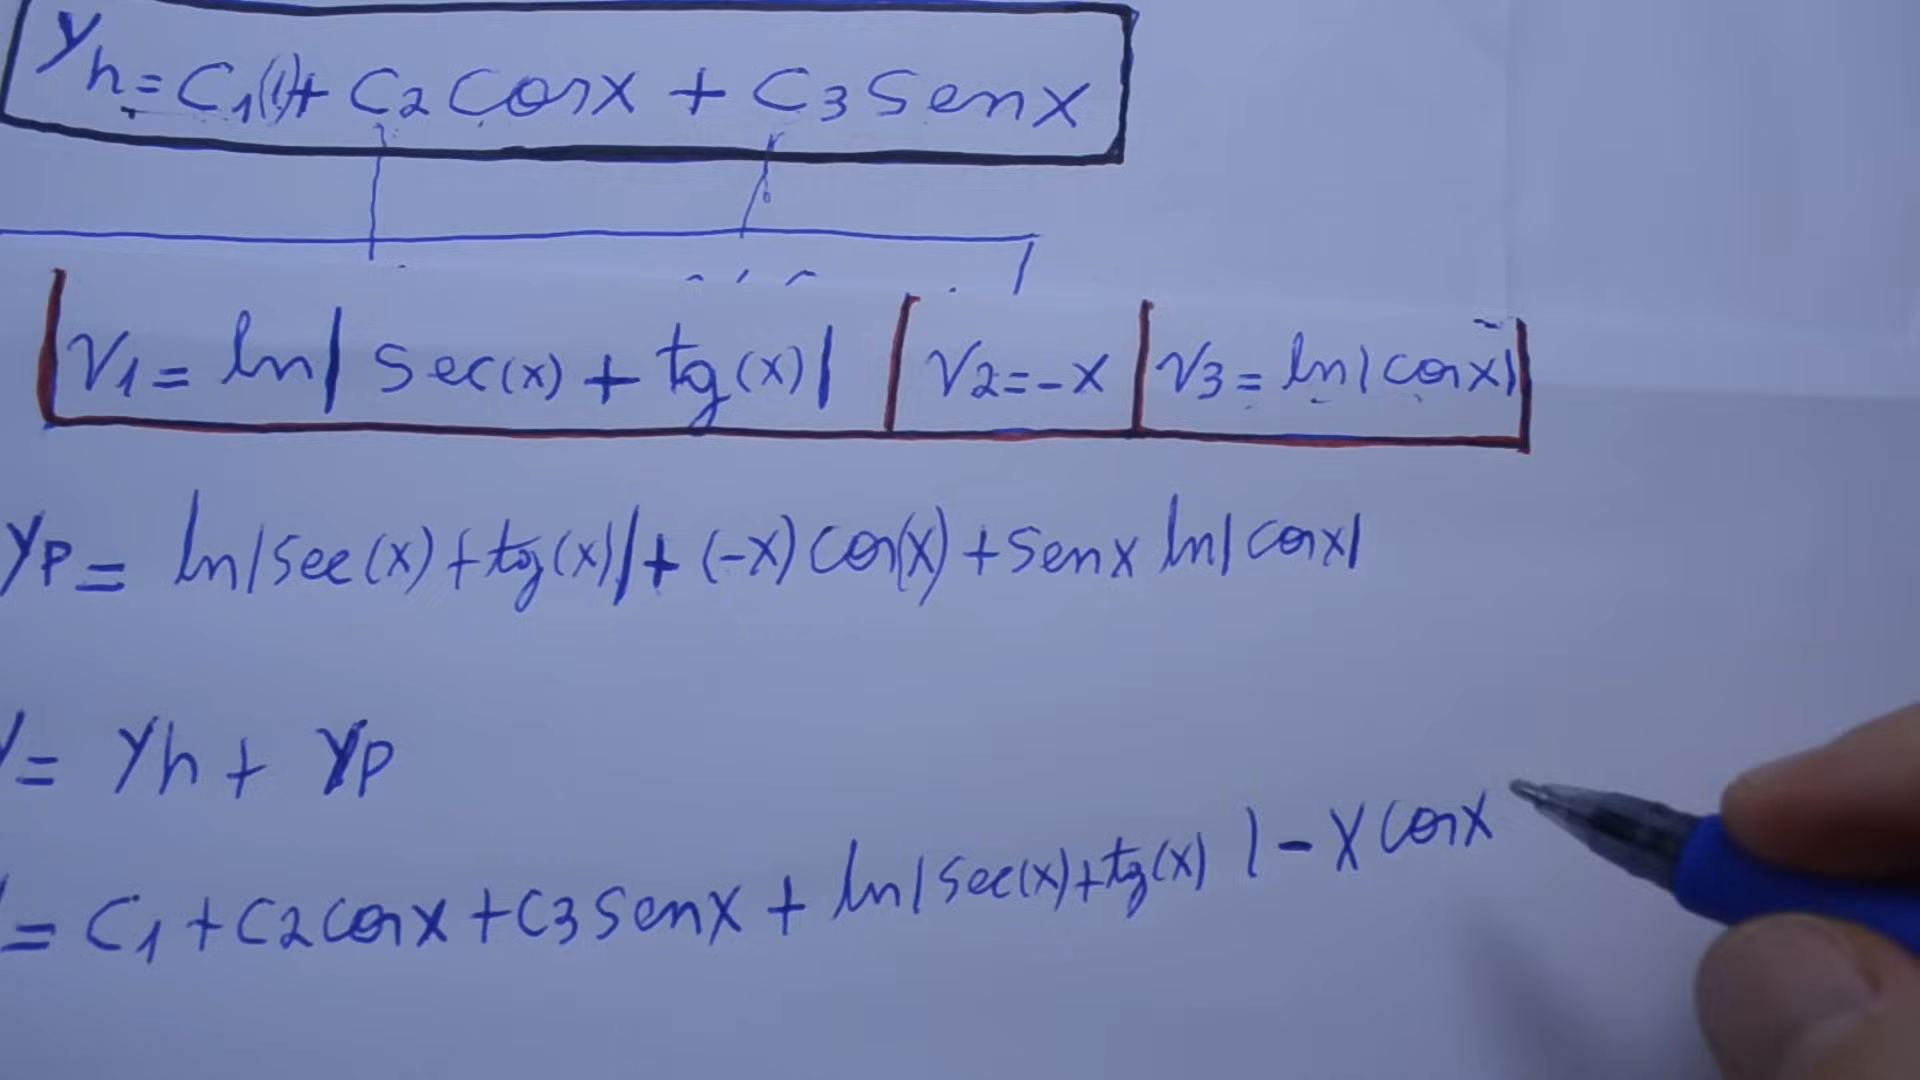 yh = C1(1) + C2 cosx + C3 senx
V1 = ln| sec(x) + tg(x)| | V2 = -x | V3 = ln|cosx|
yp = ln|sec(x) + tg(x)| + (-x) cos(x) + senx ln|cosx|
y = yh + yp
= C1 + C2 cosx + C3 senx + ln|sec(x) + tg(x)| - x cosx